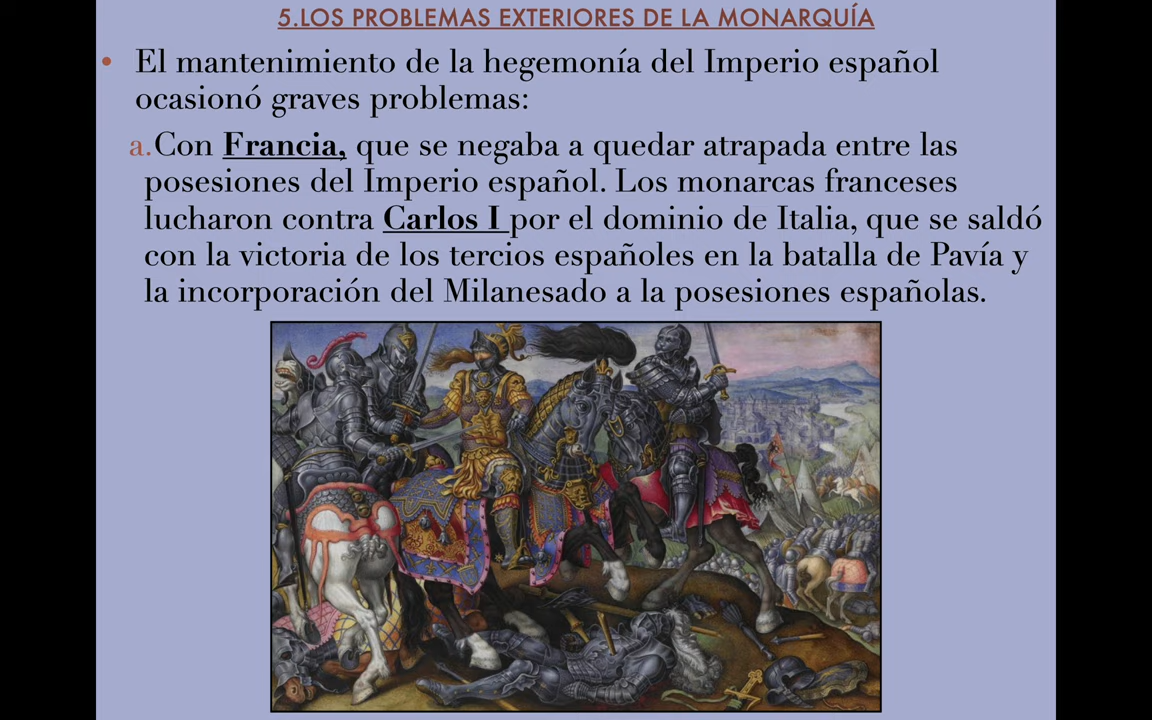 5.LOS PROBLEMAS EXTERIORES DE LA MONARQUÍA
• El mantenimiento de la hegemonía del Imperio español
ocasionó graves problemas:
a.Con Francia, que se negaba a quedar atrapada entre las
posesiones del Imperio español. Los monarcas franceses
lucharon contra Carlos I por el dominio de Italia, que se saldó
con la victoria de los tercios españoles en la batalla de Pavía y
la incorporación del Milanesado a la posesiones españolas.